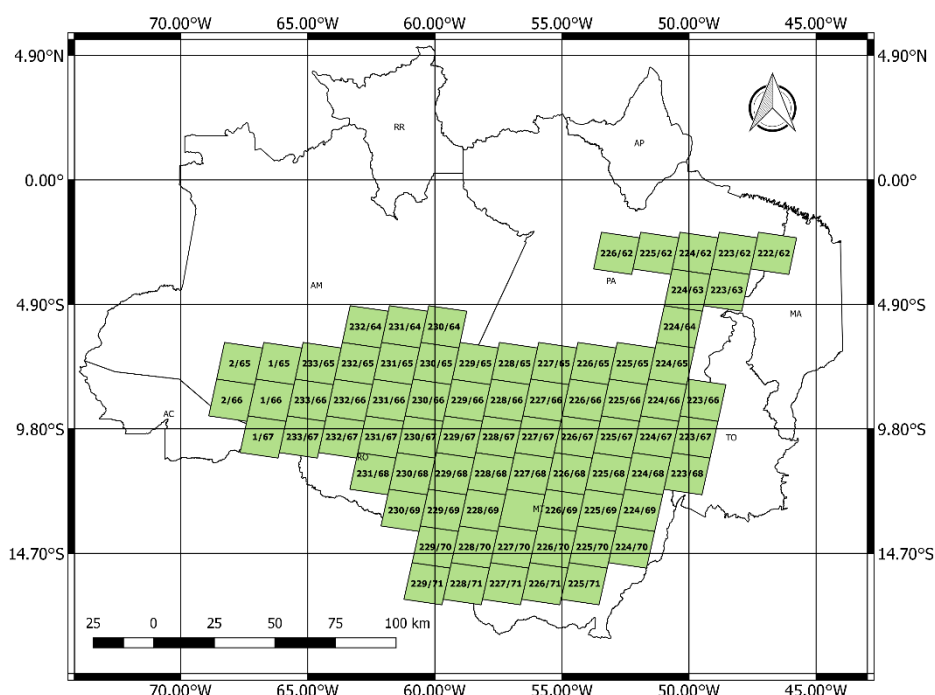 70.00°W 65.00°W 60.00°W 55.00°W 50.00°W 45.00°W
4.90°N 4.90°N
RR
AP
0.00° 0.00°
226/62 225/62 224/62 223/62 222/62
PA
AM
224/63 223/63
4.90°S 4.90°S
MA
232/64 231/64 230/64 224/64
2/65 1/65 233/65 232/65 231/65 230/65 229/65 228/65 227/65 226/65 225/65 224/65
2/66 1/66 233/66 232/66 231/66 230/66 229/66 228/66 227/66 226/66 225/66 224/66 223/66
AC
9.80°S 9.80°S
1/67 233/67 232/67 231/67 230/67 229/67 228/67 227/67 226/67 225/67 224/67 223/67 TO
RO
231/68 230/68 229/68 228/68 227/68 226/68 225/68 224/68 223/68
230/69 229/69 228/69 MT 226/69 225/69 224/69
229/70 228/70 227/70 226/70 225/70 224/70
14.70°S 14.70°S
229/71 228/71 227/71 226/71 225/71
25 0 25 50 75 100 km
70.00°W 65.00°W 60.00°W 55.00°W 50.00°W 45.00°W